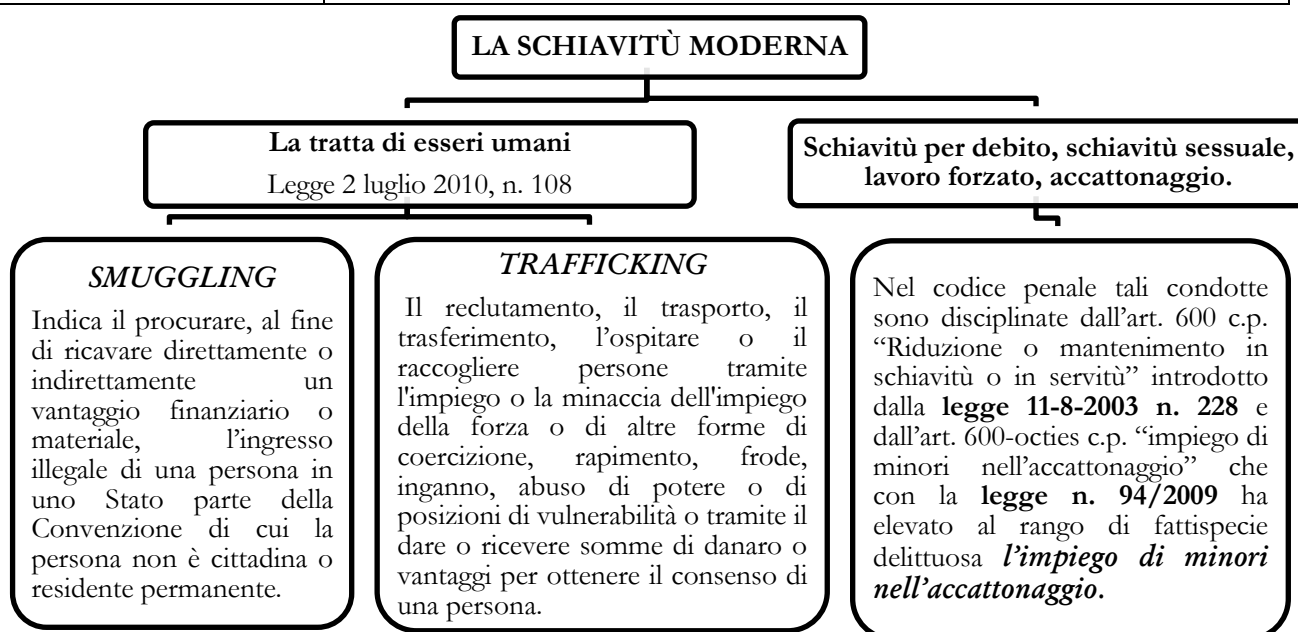 LA SCHIAVITÙ MODERNA
La tratta di esseri umani
Legge 2 luglio 2010, n. 108
Schiavitù per debito, schiavitù sessuale,
lavoro forzato, accattonaggio.
SMUGGLING
Indica il procurare, al fine
di ricavare direttamente o
indirettamente un
vantaggio finanziario o
materiale, l’ingresso
illegale di una persona in
uno Stato parte della
Convenzione di cui la
persona non è cittadina o
residente permanente.
TRAFFICKING
Il reclutamento, il trasporto, il
trasferimento, l’ospitare o il
raccogliere persone tramite
l'impiego o la minaccia dell'impiego
della forza o di altre forme di
coercizione, rapimento, frode,
inganno, abuso di potere o di
posizioni di vulnerabilità o tramite il
dare o ricevere somme di danaro o
vantaggi per ottenere il consenso di
una persona.
Nel codice penale tali condotte
sono disciplinate dall’art. 600 c.p.
“Riduzione o mantenimento in
schiavitù o in servitù” introdotto
dalla legge 11-8-2003 n. 228 e
dall’art. 600-octies c.p. “impiego di
minori nell’accattonaggio” che
con la legge n. 94/2009 ha
elevato al rango di fattispecie
delittuosa l’impiego di minori
nell’accattonaggio.